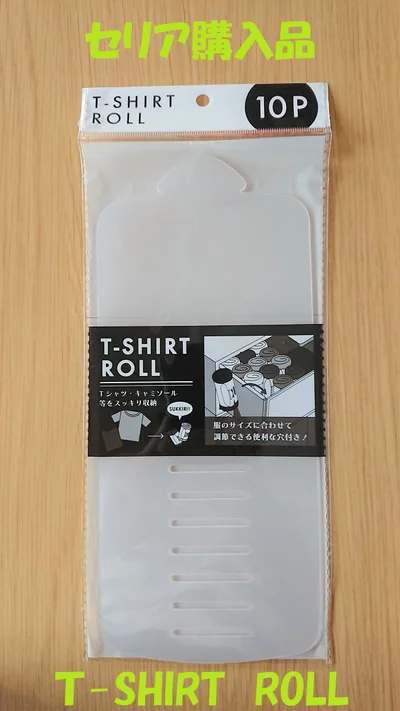 セリア購入品
T-SHIRT
ROLL
10P
T-SHIRT
ROLL
Tシャツ・キャミソール
等をスッキリ収納
SUKKIRI!
服のサイズに合わせて
調節できる便利な穴付き!
T-SHIRT ROLL